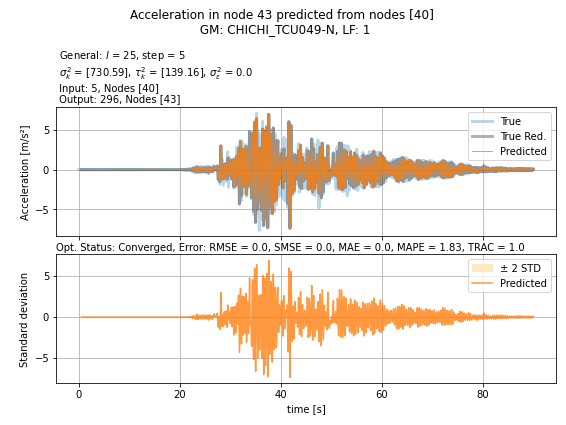 Acceleration in node 43 predicted from nodes [40]
GM: CHICHI_TCU049-N, LF: 1
General: l = 25, step = 5
σ²ₖ = [730.59], τ²ₖ = [139.16], σ²_ε = 0.0
Input: 5, Nodes [40]
Output: 296, Nodes [43]
True
True Red.
Predicted
Acceleration [m/s²]
5
0
−5
Opt. Status: Converged, Error: RMSE = 0.0, SMSE = 0.0, MAE = 0.0, MAPE = 1.83, TRAC = 1.0
± 2 STD
Predicted
Standard deviation
5
0
−5
0 20 40 60 80
time [s]